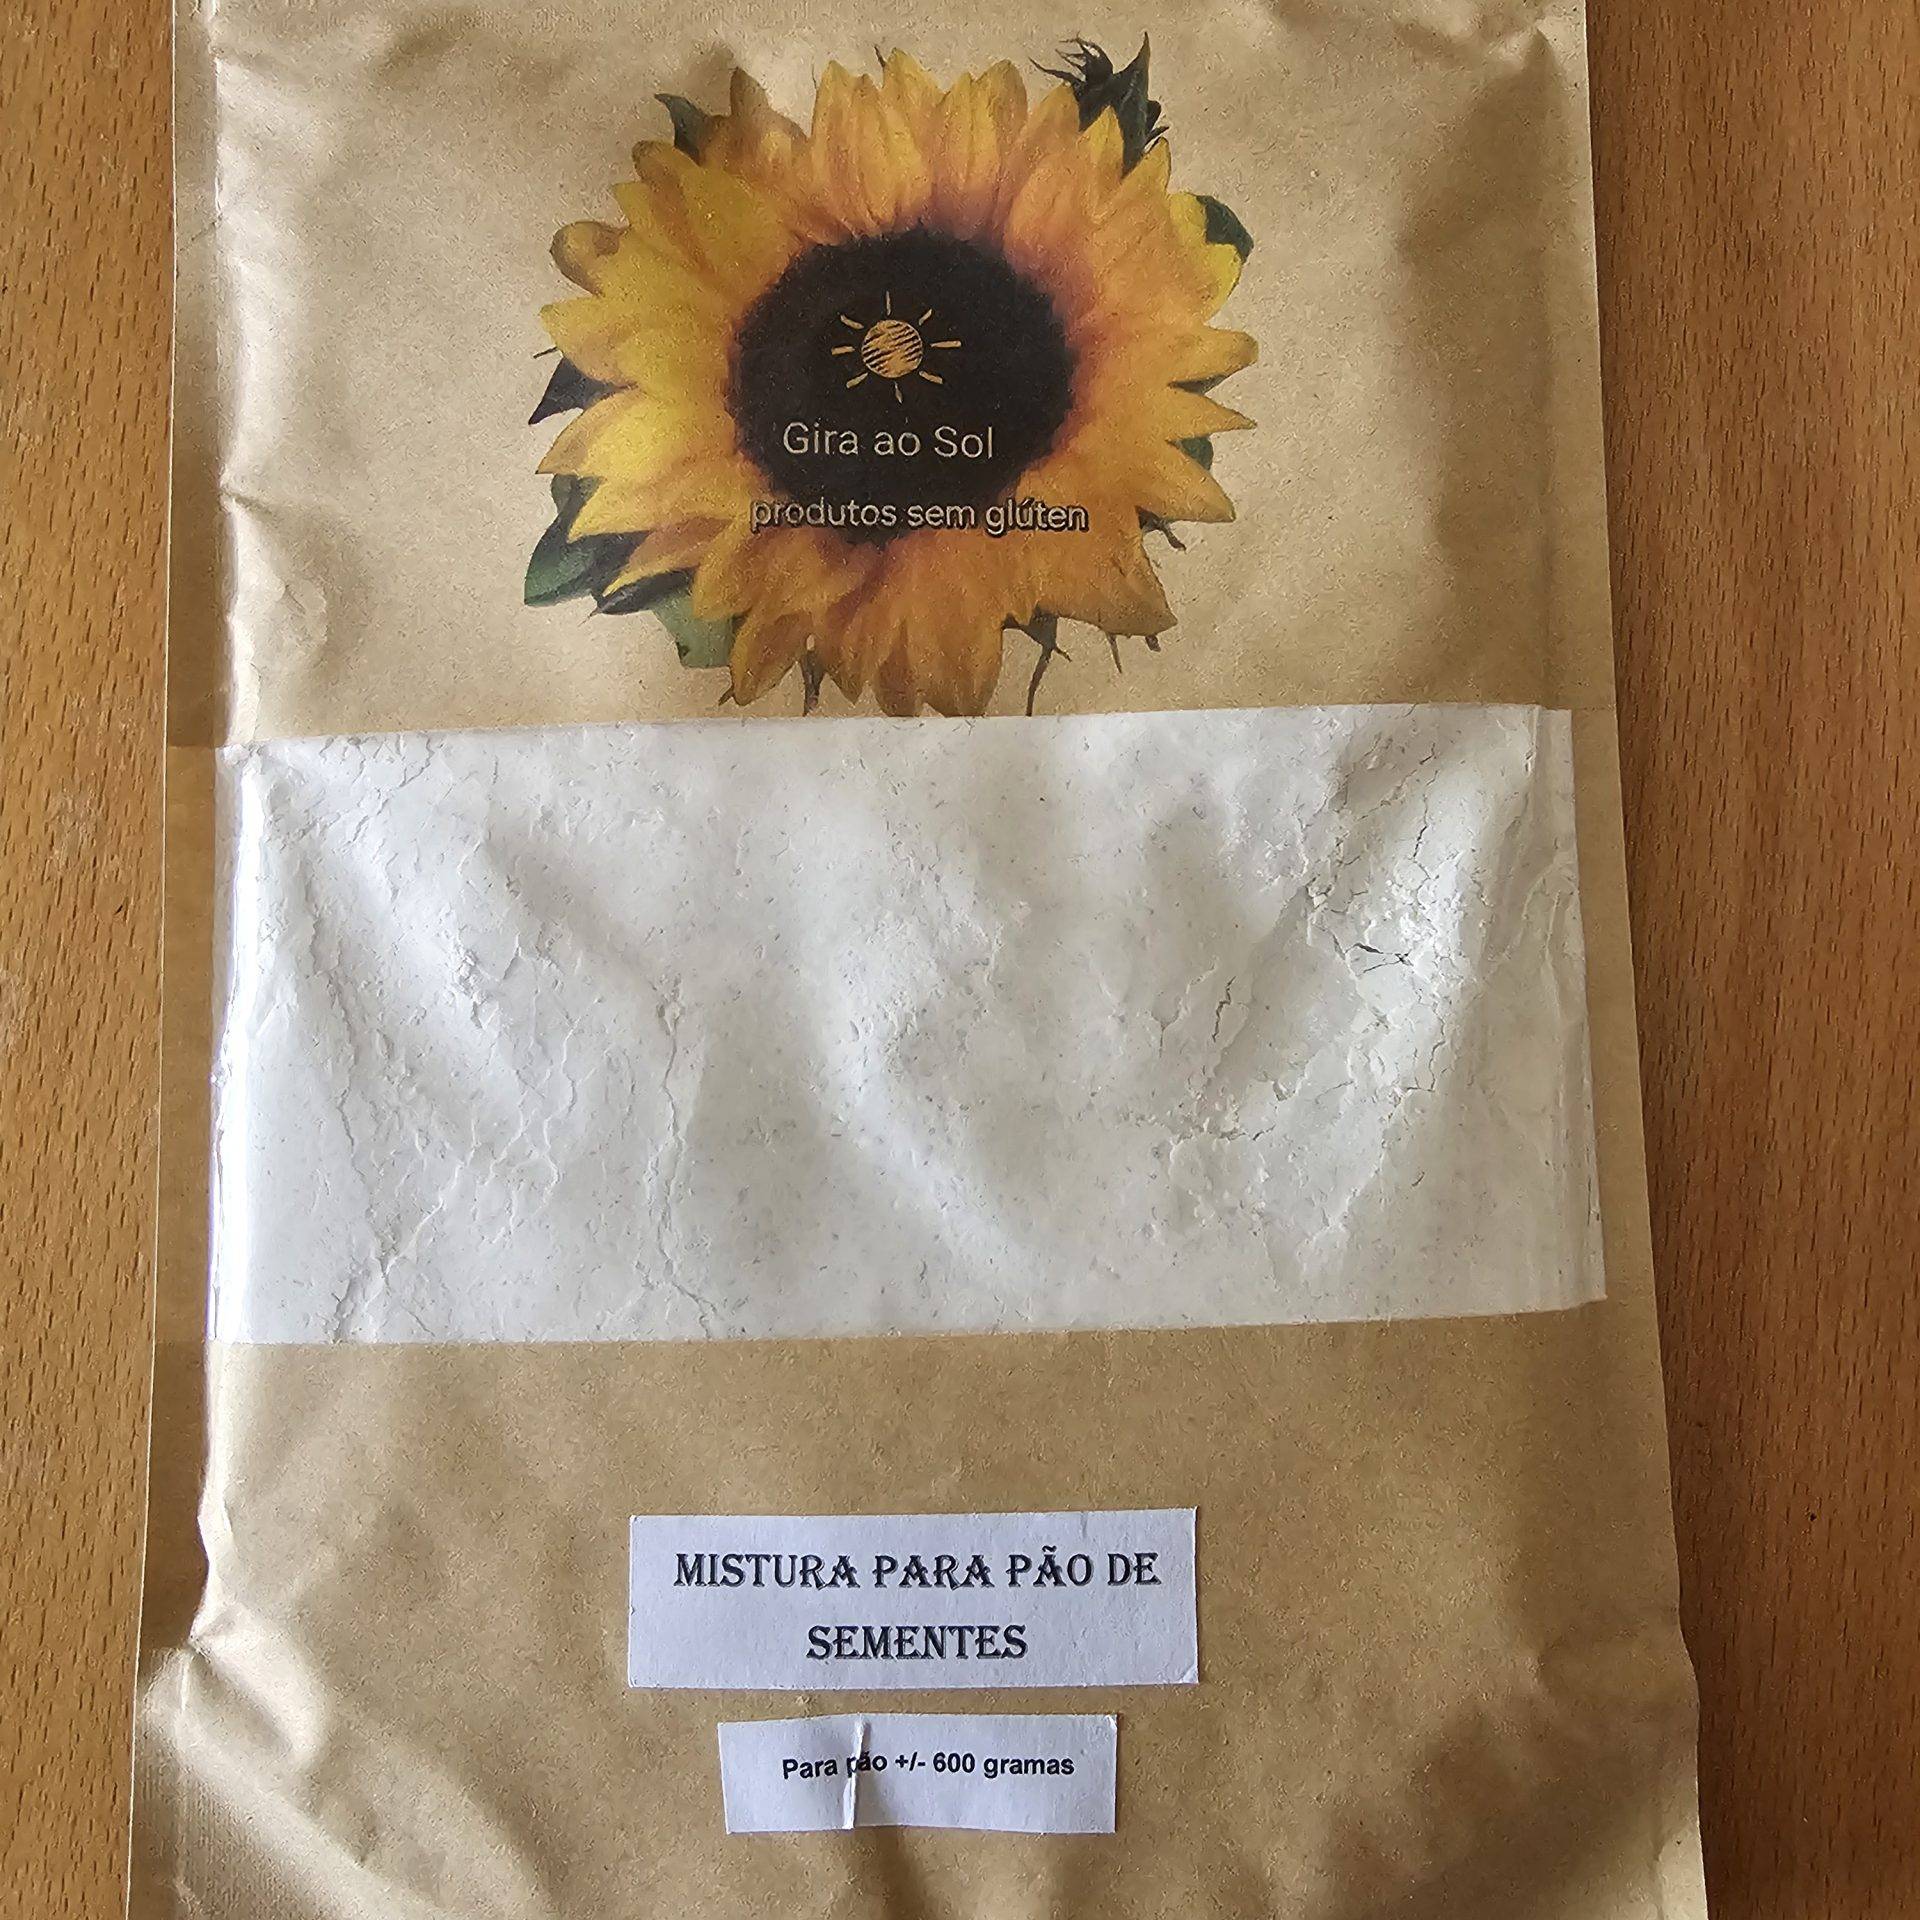 Gira ao Sol
produtos sem glúten
MISTURA PARA PÃO DE
SEMENTES
Para pão +/- 600 gramas